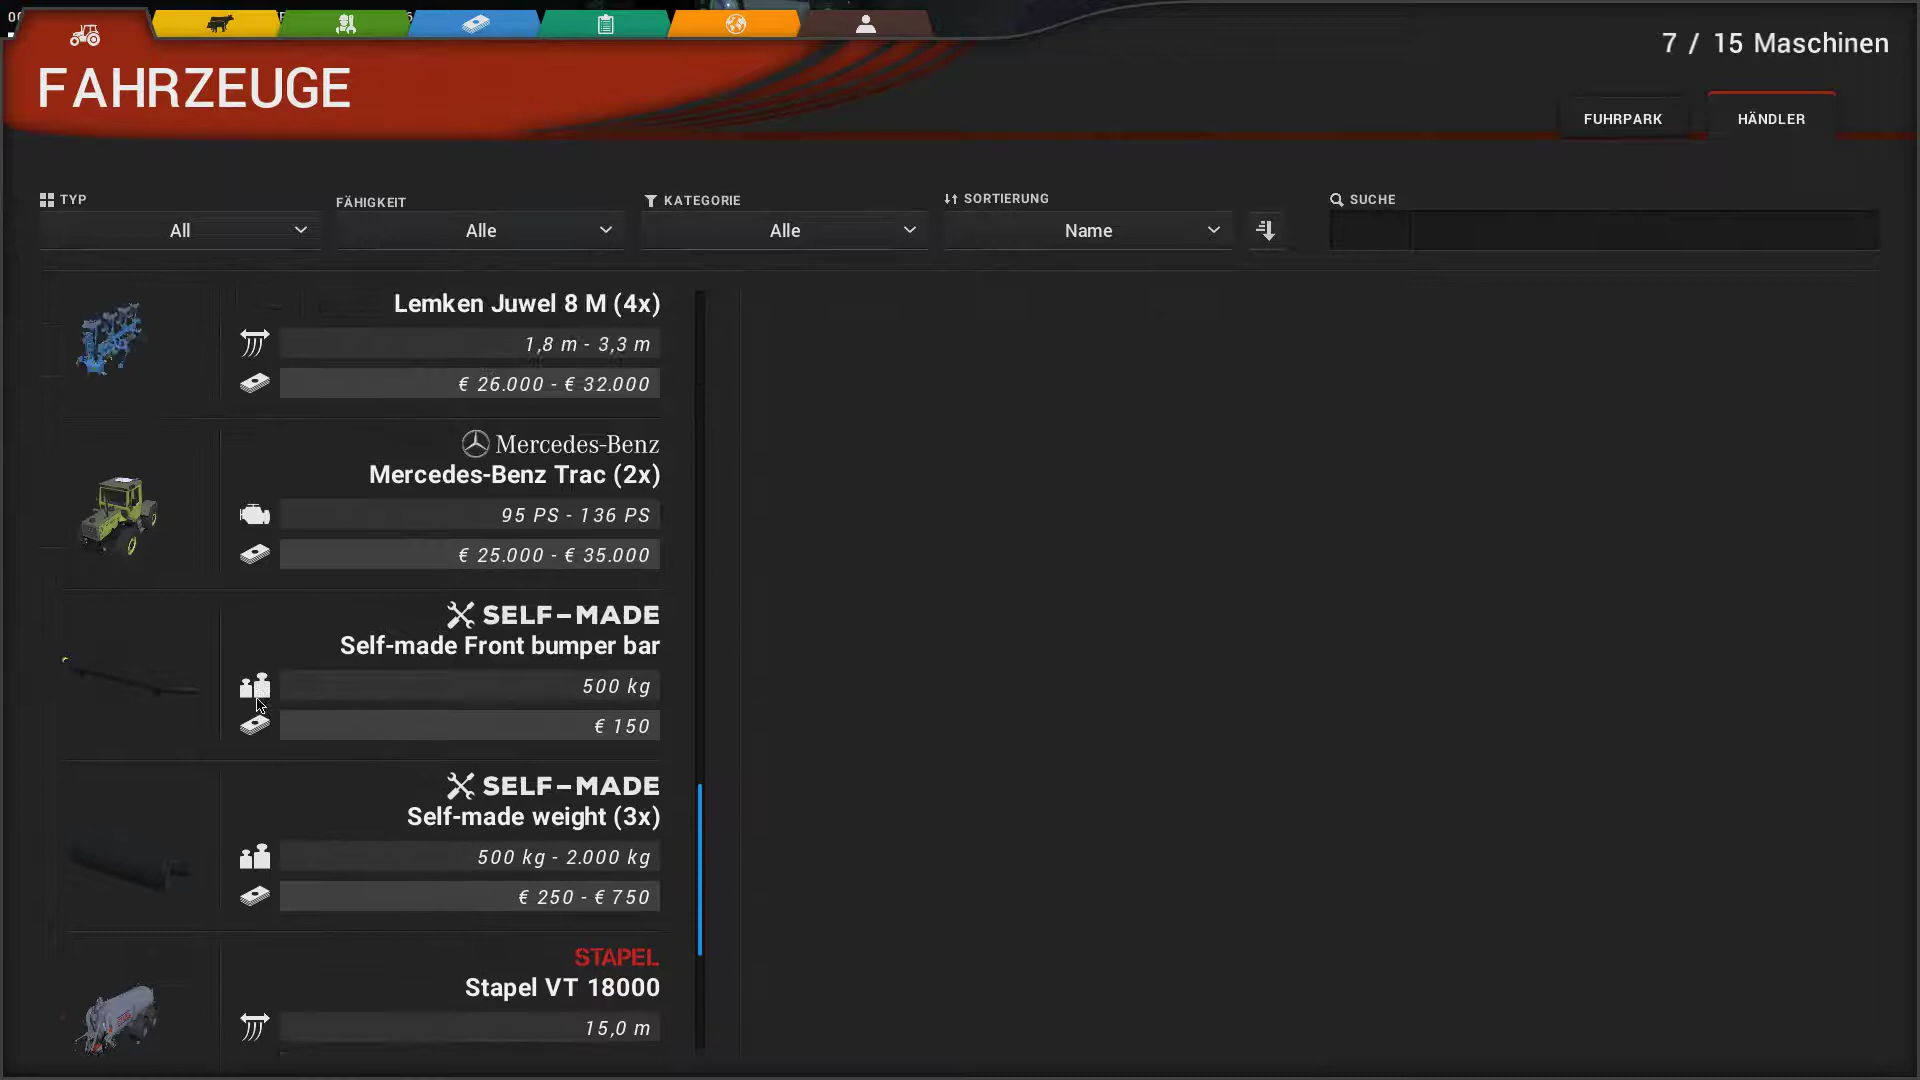 7 / 15 Maschinen
FAHRZEUGE
FUHRPARK
HÄNDLER
TYP
FÄHIGKEIT
KATEGORIE
SORTIERUNG
SUCHE
All
Alle
Alle
Name
Lemken Juwel 8 M (4x)
1,8 m - 3,3 m
€ 26.000 - € 32.000
Mercedes-Benz
Mercedes-Benz Trac (2x)
95 PS - 136 PS
€ 25.000 - € 35.000
SELF-MADE
Self-made Front bumper bar
500 kg
€ 150
SELF-MADE
Self-made weight (3x)
500 kg - 2.000 kg
€ 250 - € 750
STAPEL
Stapel VT 18000
15,0 m